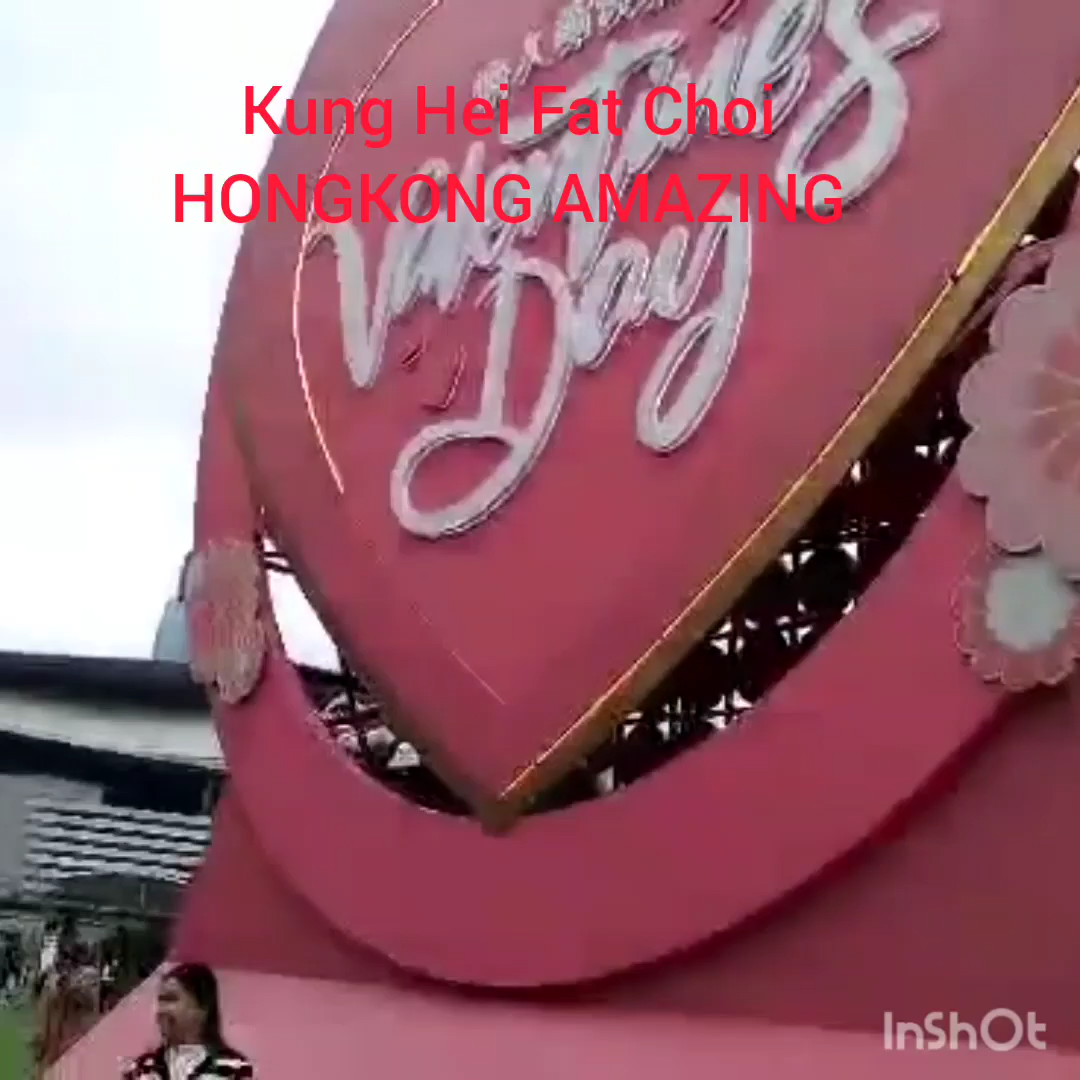 Kung Hei Fat Choi
HONGKONG AMAZING
Valentine's
Day
InShOt